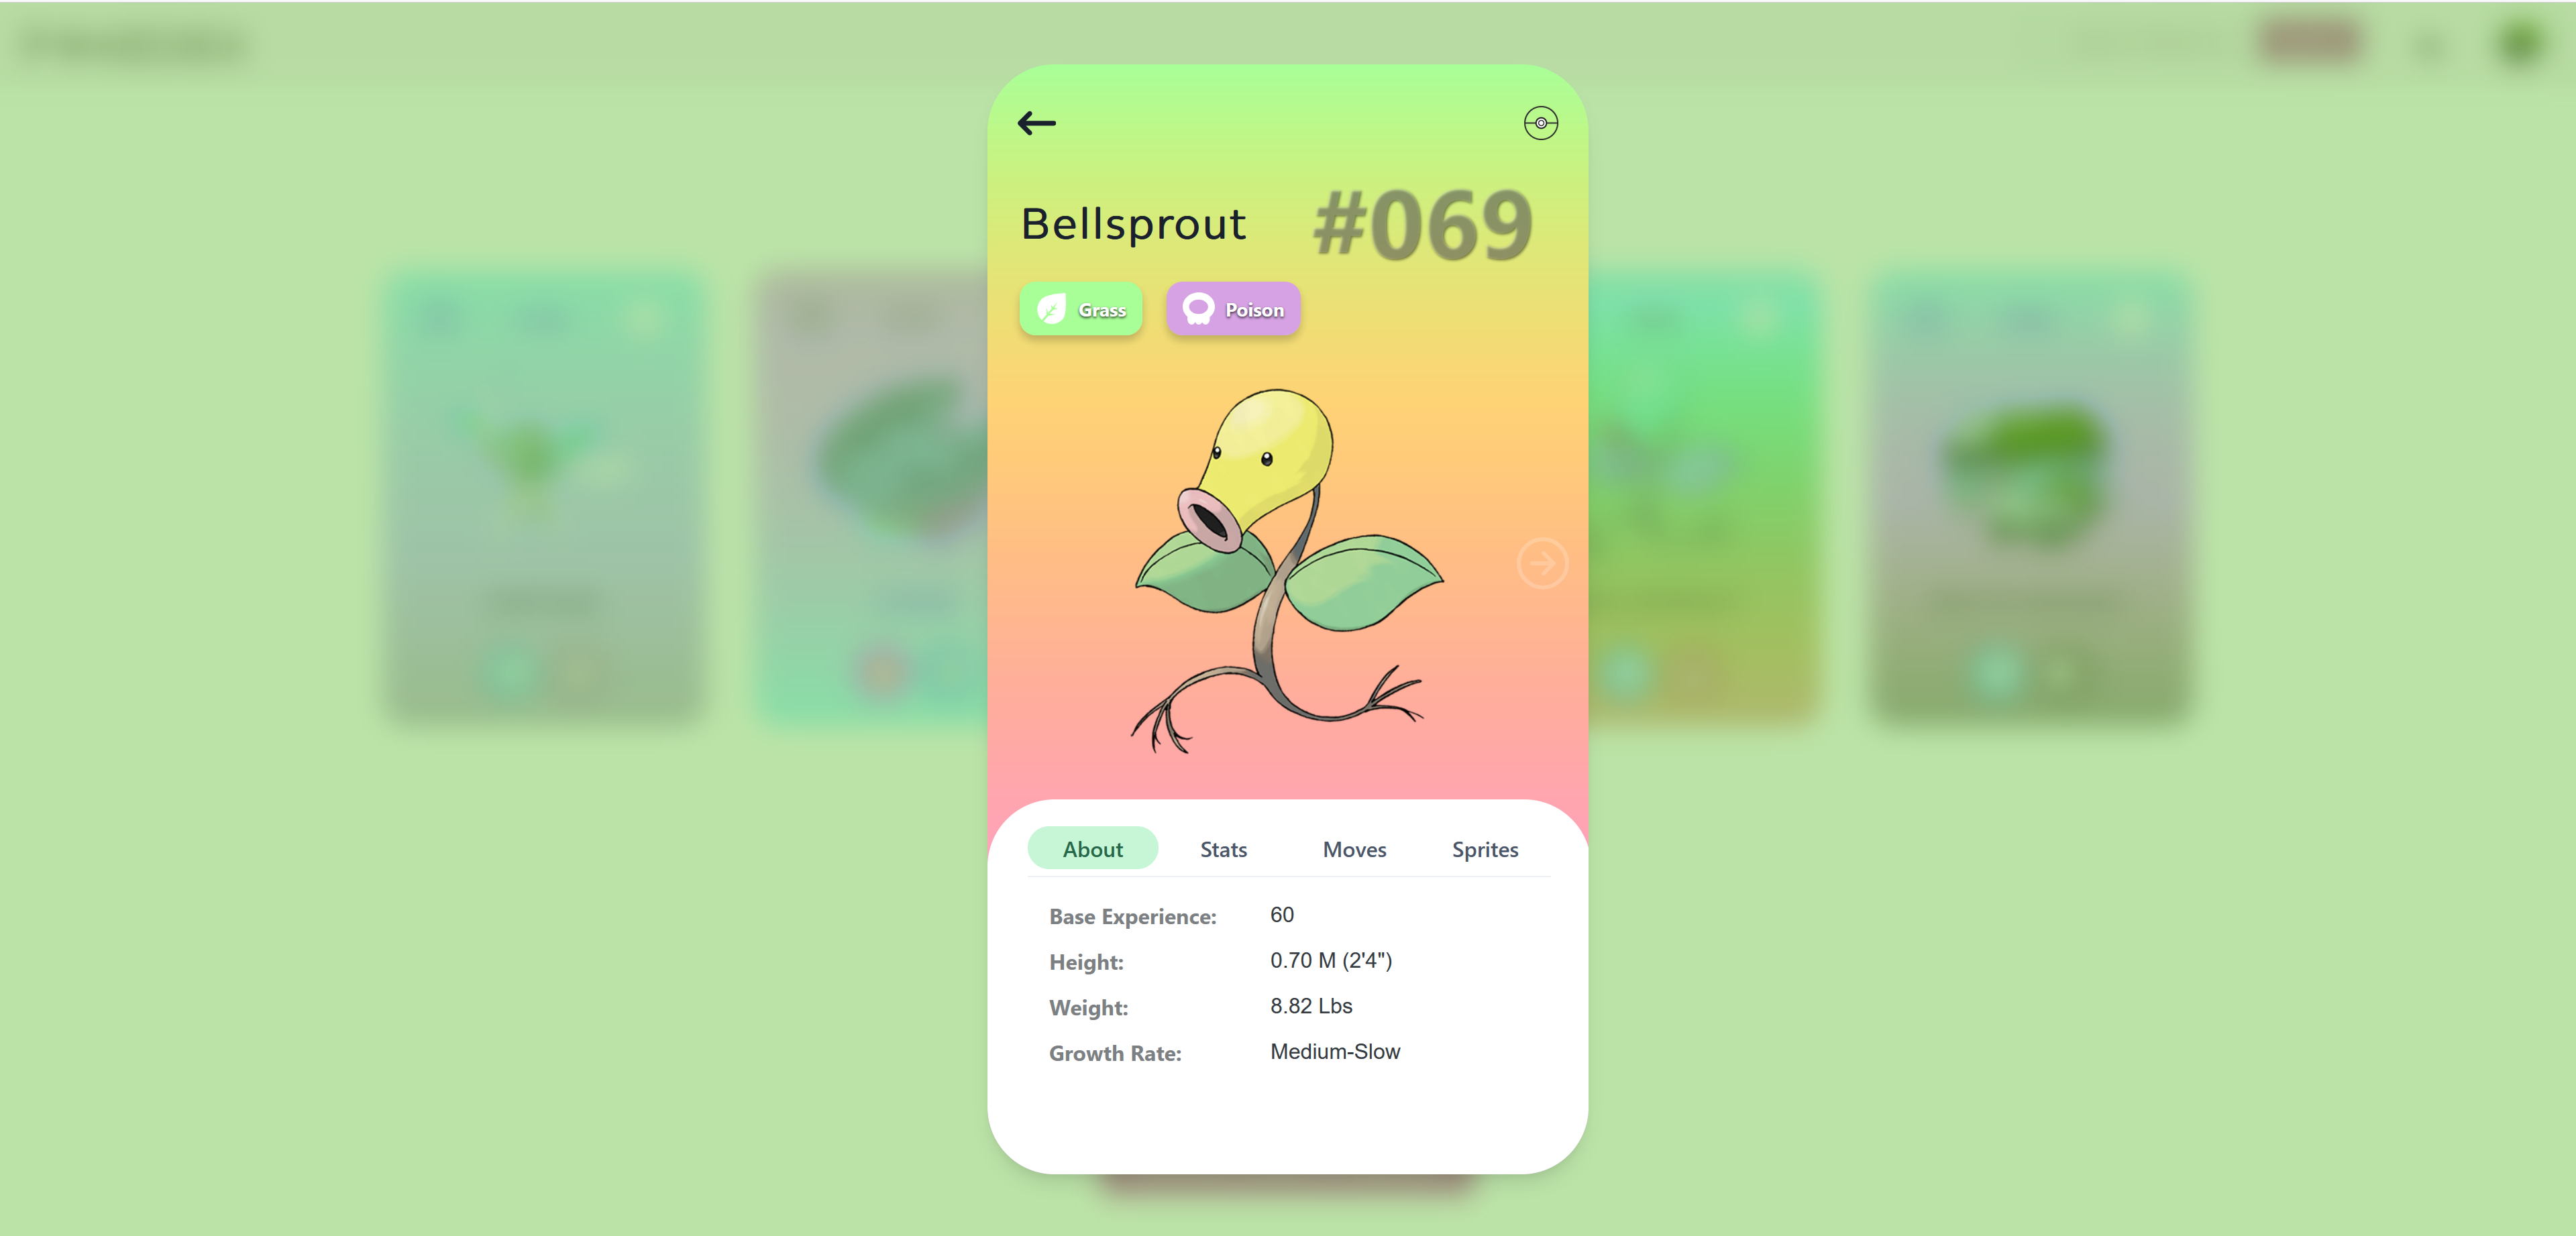 Bellsprout #069
Grass Poison
About Stats Moves Sprites
Base Experience: 60
Height: 0.70 M (2'4")
Weight: 8.82 Lbs
Growth Rate: Medium-Slow